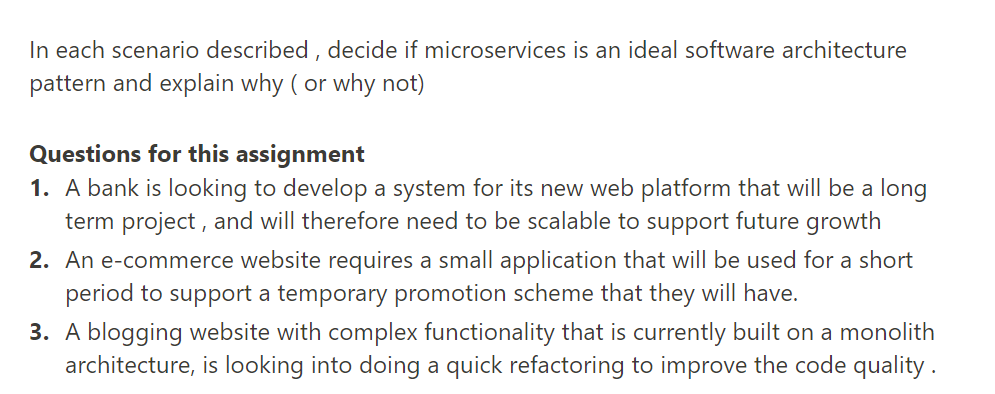 In each scenario described , decide if microservices is an ideal software architecture
pattern and explain why ( or why not)
Questions for this assignment
1. A bank is looking to develop a system for its new web platform that will be a long
term project , and will therefore need to be scalable to support future growth
2. An e-commerce website requires a small application that will be used for a short
period to support a temporary promotion scheme that they will have.
3. A blogging website with complex functionality that is currently built on a monolith
architecture, is looking into doing a quick refactoring to improve the code quality .